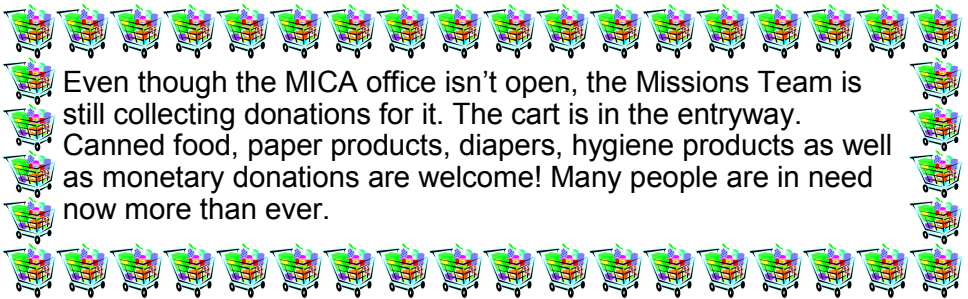 Even though the MICA office isn’t open, the Missions Team is
still collecting donations for it. The cart is in the entryway.
Canned food, paper products, diapers, hygiene products as well
as monetary donations are welcome! Many people are in need
now more than ever.